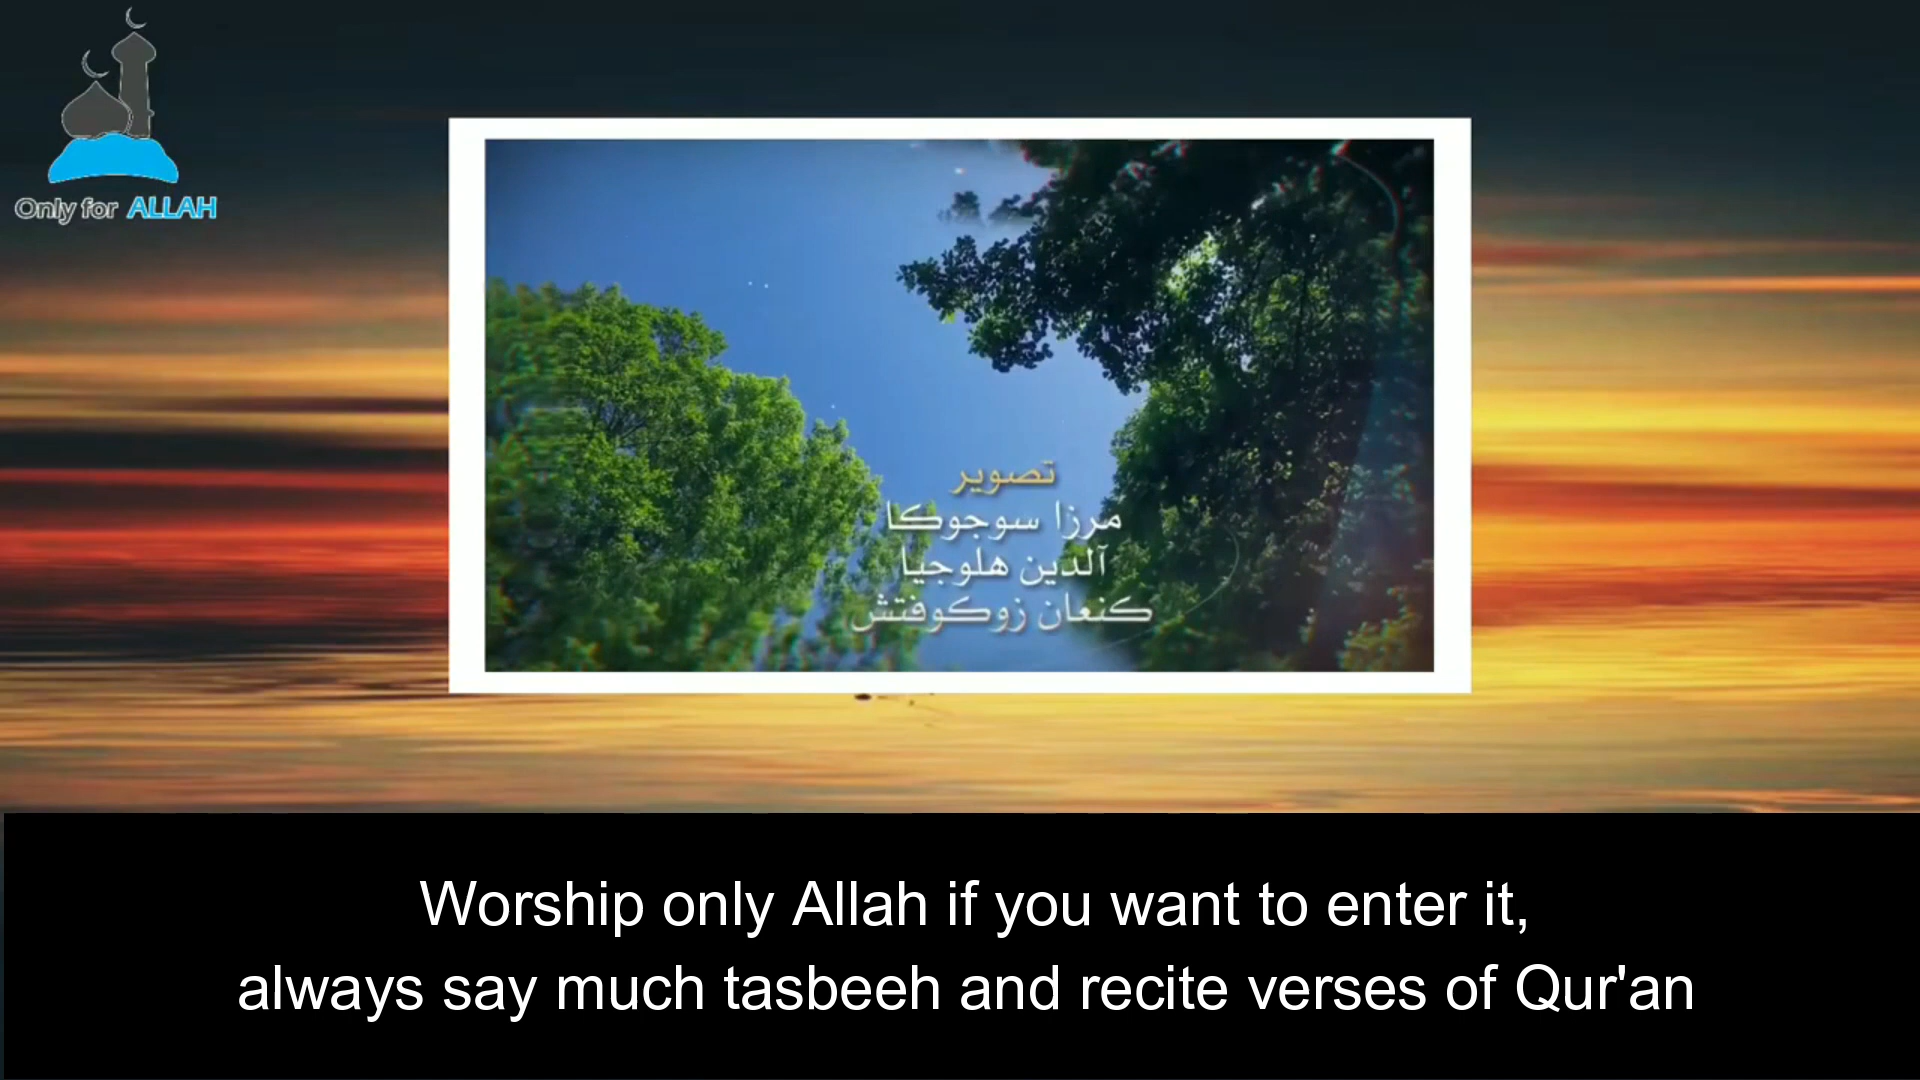 Only for ALLAH
تصوير
مرزا سوجوكا
آلدين هلوجيا
كنعان زوكوفتش
Worship only Allah if you want to enter it,
always say much tasbeeh and recite verses of Qur'an